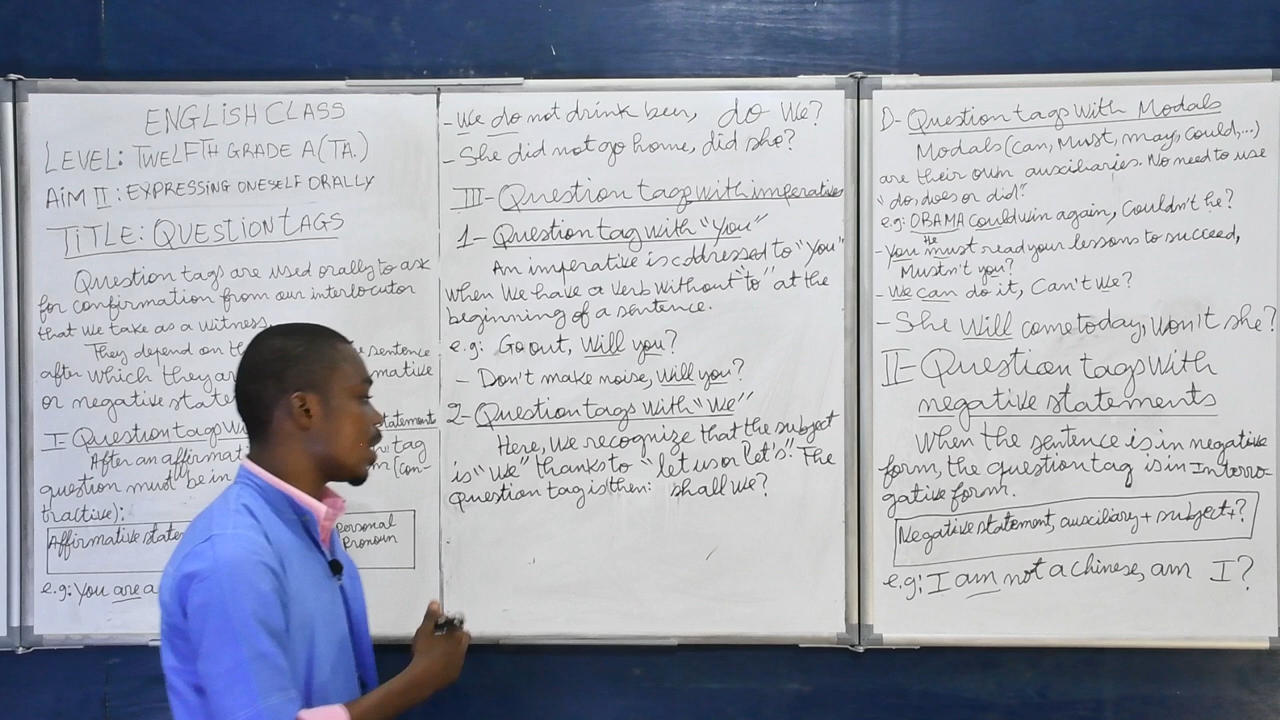 ENGLISH CLASS
LEVEL: TWELFTH GRADE A (TA.)
AIM II: EXPRESSING ONESELF ORALLY
TITLE: QUESTION TAGS
Question tags are used orally to ask
for confirmation from our interlocutor
that we take as a witness.
They depend on the sentence
after which they are
or negative state
I- Question tags w statement
After an affirmat tag
question must be in (con-
tractive):
Affirmative state personal
Pronoun
e.g: You are a
- We do not drink beer, do we?
- She did not go home, did she?
III- Question tags with imperatives
1- Question tag with "You"
An imperative is addressed to "you"
when we have a verb without "to" at the
beginning of a sentence.
e.g: Go out, Will you?
- Don't make noise, Will you?
2- Question tags with "We"
Here, we recognize that the subject
is "we" thanks to "let us or let's". The
question tag is then: shall we?
D- Question tags with Modals
Modals (can, Must, may, could,...)
are their own auxiliaries. No need to use
"do, does or did".
e.g: OBAMA could win again, Couldn't he?
He
- You must read your lessons to succeed,
Mustn't you?
- We can do it, Can't we?
- She Will come today, Won't she?
II- Question tags with
negative statements
When the sentence is in negative
form, the question tag is in Interro-
gative form.
Negative statement, auxiliary + subject+?
e.g: I am not a chinese, am I?